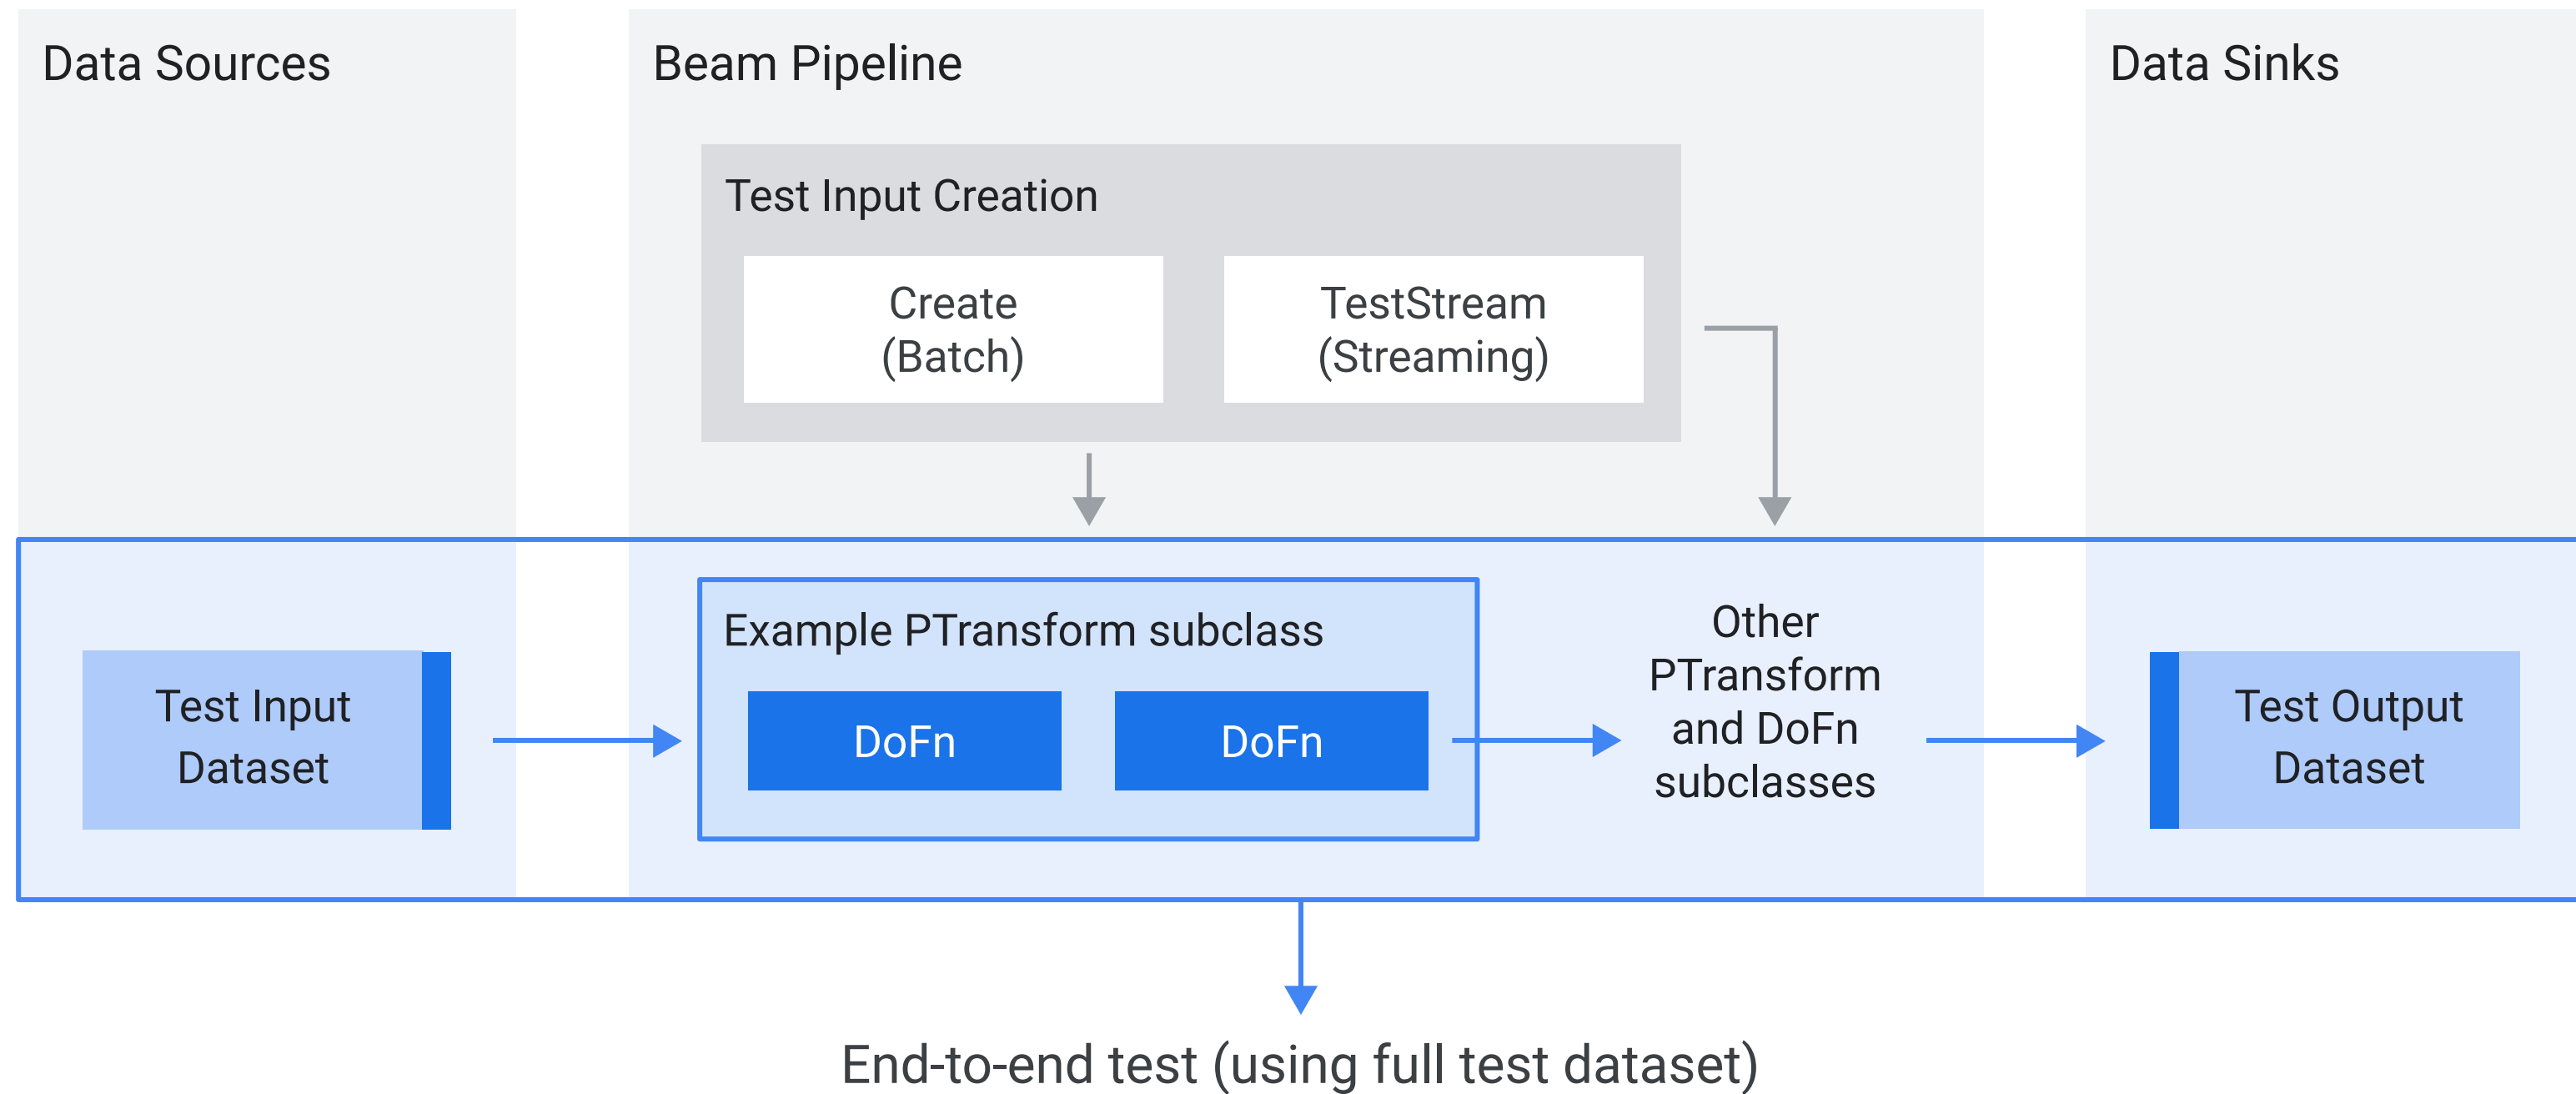 Data Sources
Beam Pipeline
Data Sinks
Test Input Creation
Create
(Batch)
TestStream
(Streaming)
Test Input
Dataset
Example PTransform subclass
DoFn
DoFn
Other
PTransform
and DoFn
subclasses
Test Output
Dataset
End-to-end test (using full test dataset)